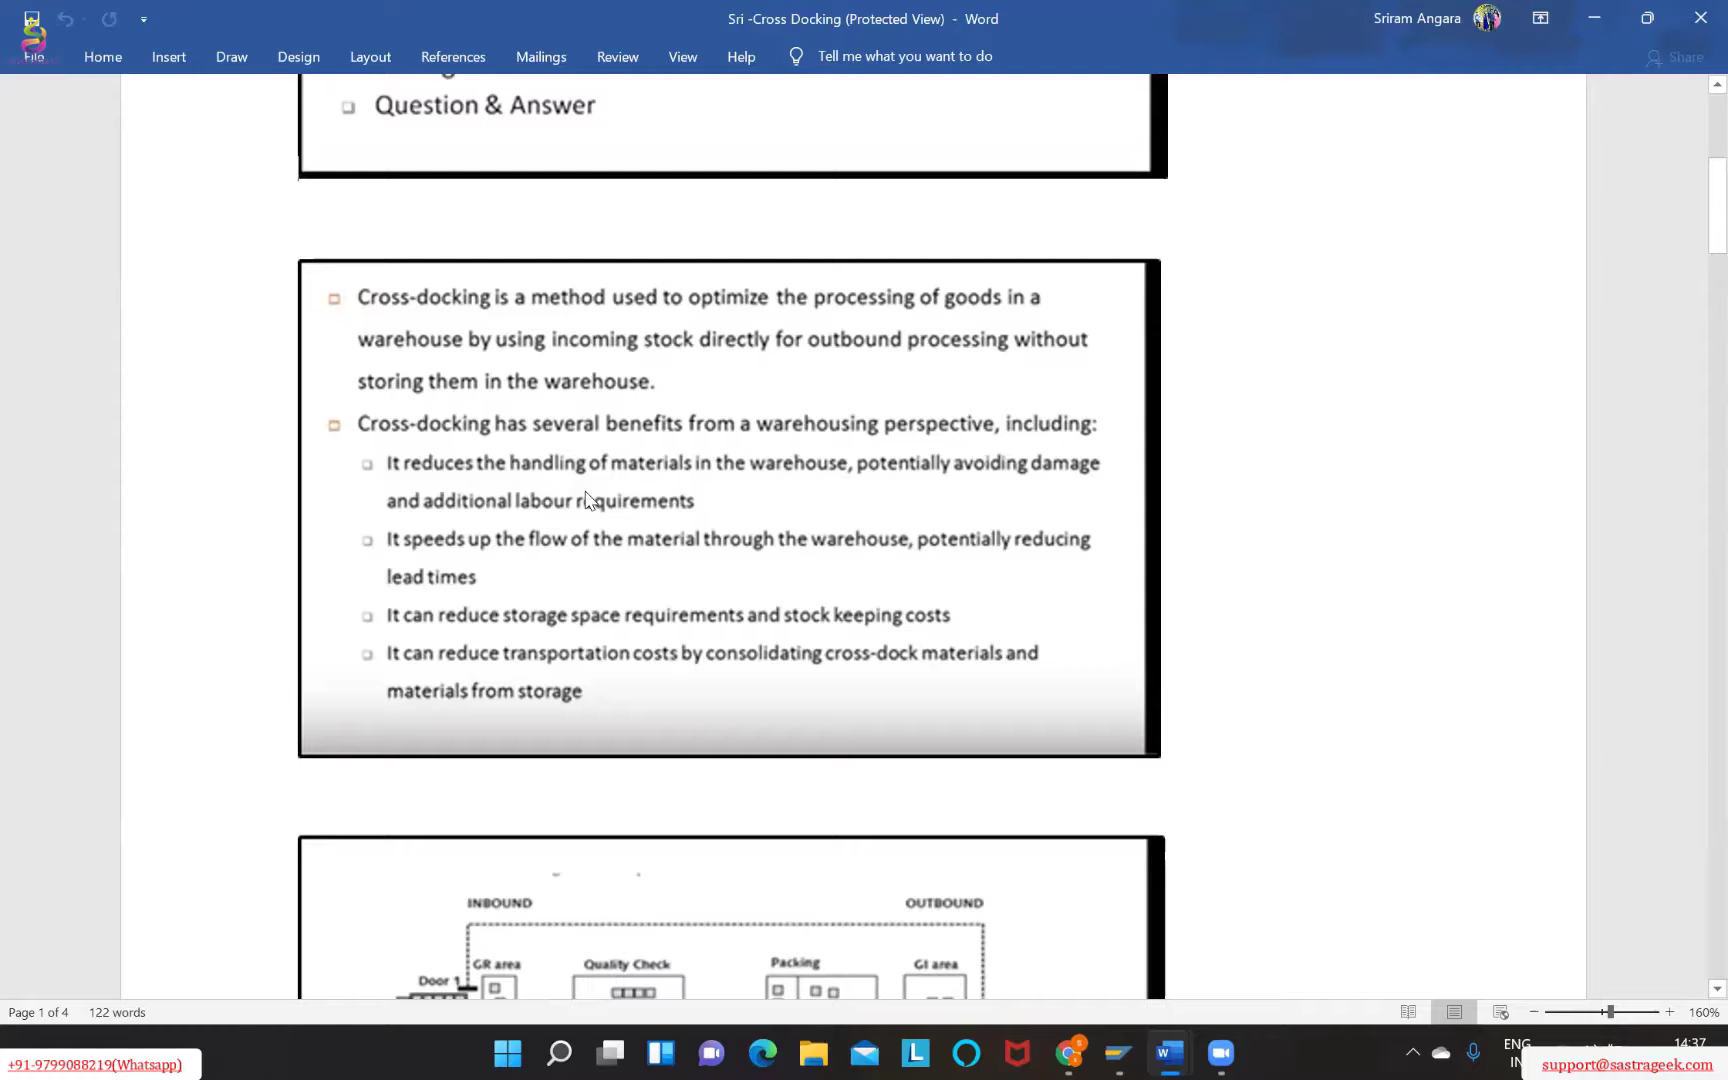 Sri -Cross Docking (Protected View) - Word
Sriram Angara
File Home Insert Draw Design Layout References Mailings Review View Help Tell me what you want to do
Share
Question & Answer
Cross-docking is a method used to optimize the processing of goods in a
warehouse by using incoming stock directly for outbound processing without
storing them in the warehouse.
Cross-docking has several benefits from a warehousing perspective, including:
It reduces the handling of materials in the warehouse, potentially avoiding damage
and additional labour requirements
It speeds up the flow of the material through the warehouse, potentially reducing
lead times
It can reduce storage space requirements and stock keeping costs
It can reduce transportation costs by consolidating cross-dock materials and
materials from storage
INBOUND OUTBOUND
GR area Quality Check Packing GI area
Door 1
Page 1 of 4 122 words
160%
ENG
14:37
IN
+91-9799088219(Whatsapp)
support@sastrageek.com